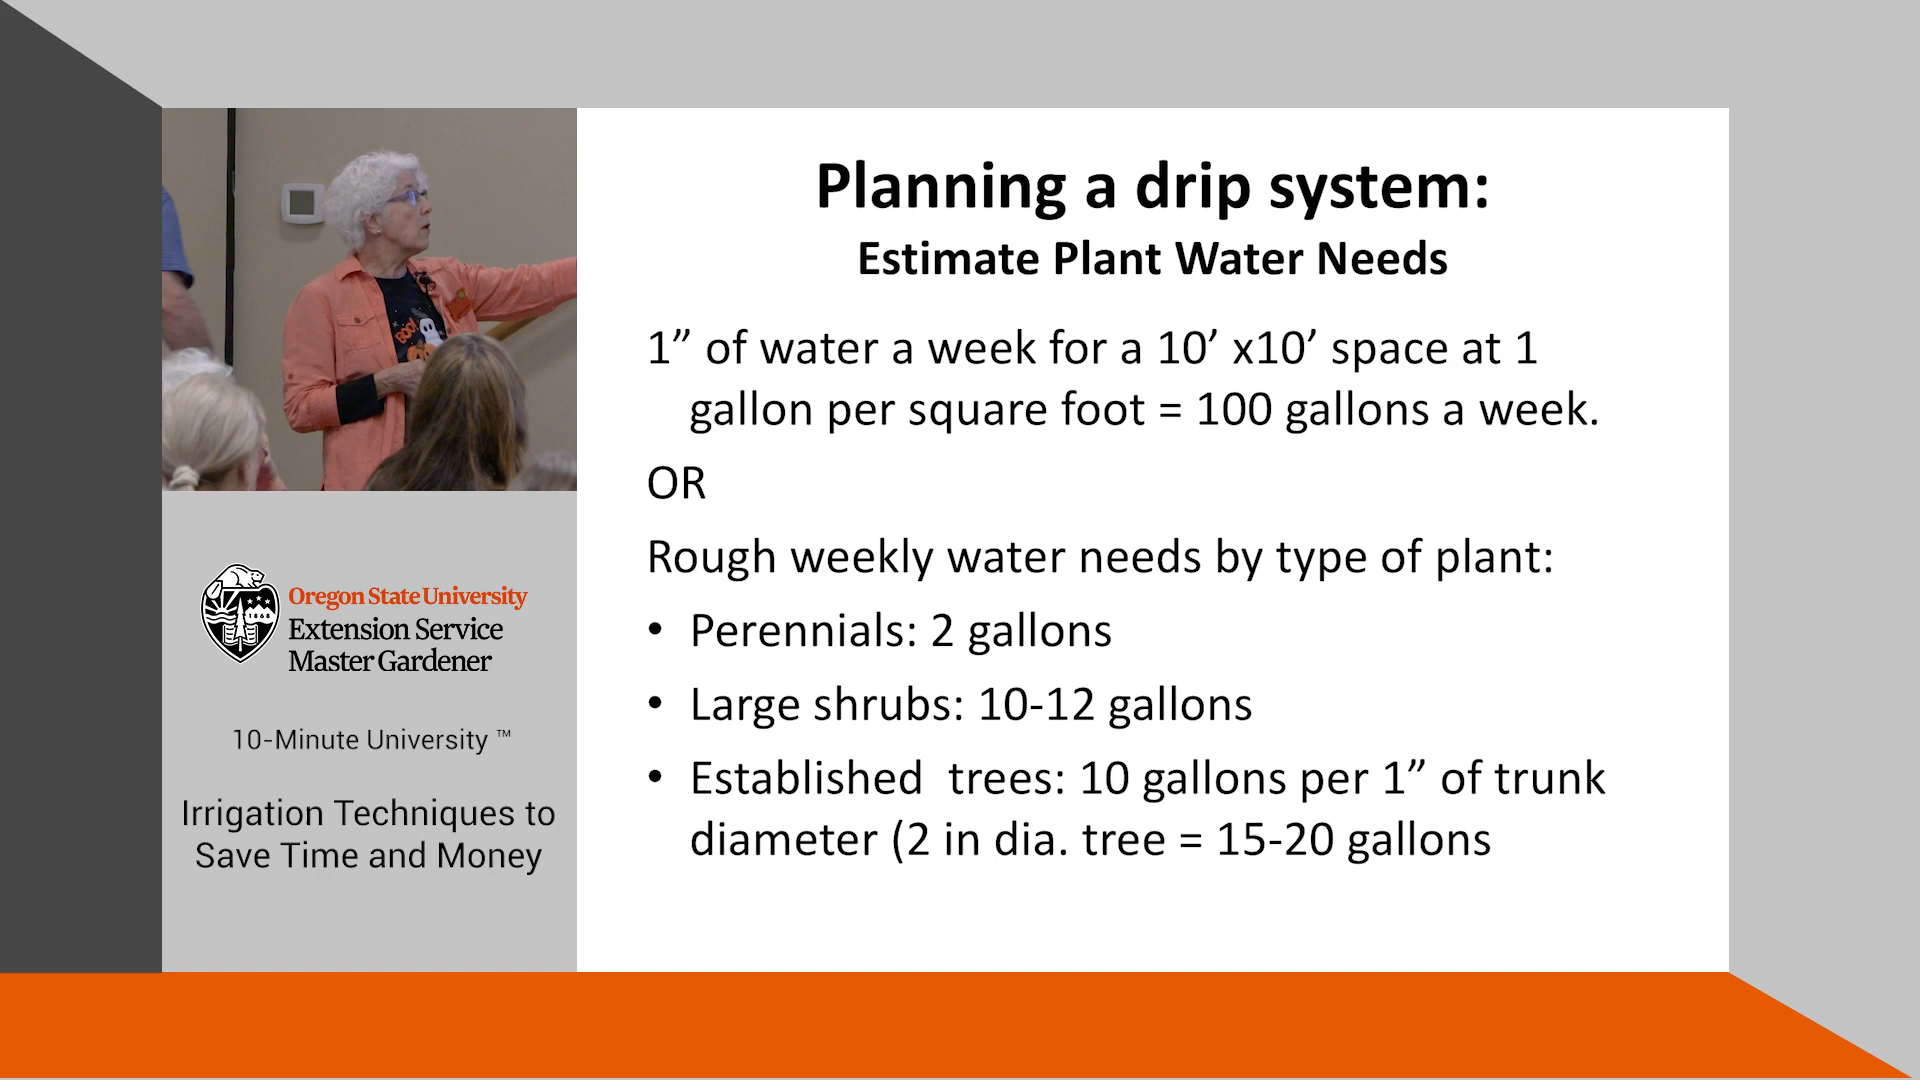 Planning a drip system:
Estimate Plant Water Needs
1” of water a week for a 10’ x10’ space at 1
gallon per square foot = 100 gallons a week.
OR
Rough weekly water needs by type of plant:
• Perennials: 2 gallons
• Large shrubs: 10-12 gallons
• Established  trees: 10 gallons per 1” of trunk
diameter (2 in dia. tree = 15-20 gallons
BOO!
1868
Oregon State University
Extension Service
Master Gardener
10-Minute University ™
Irrigation Techniques to
Save Time and Money